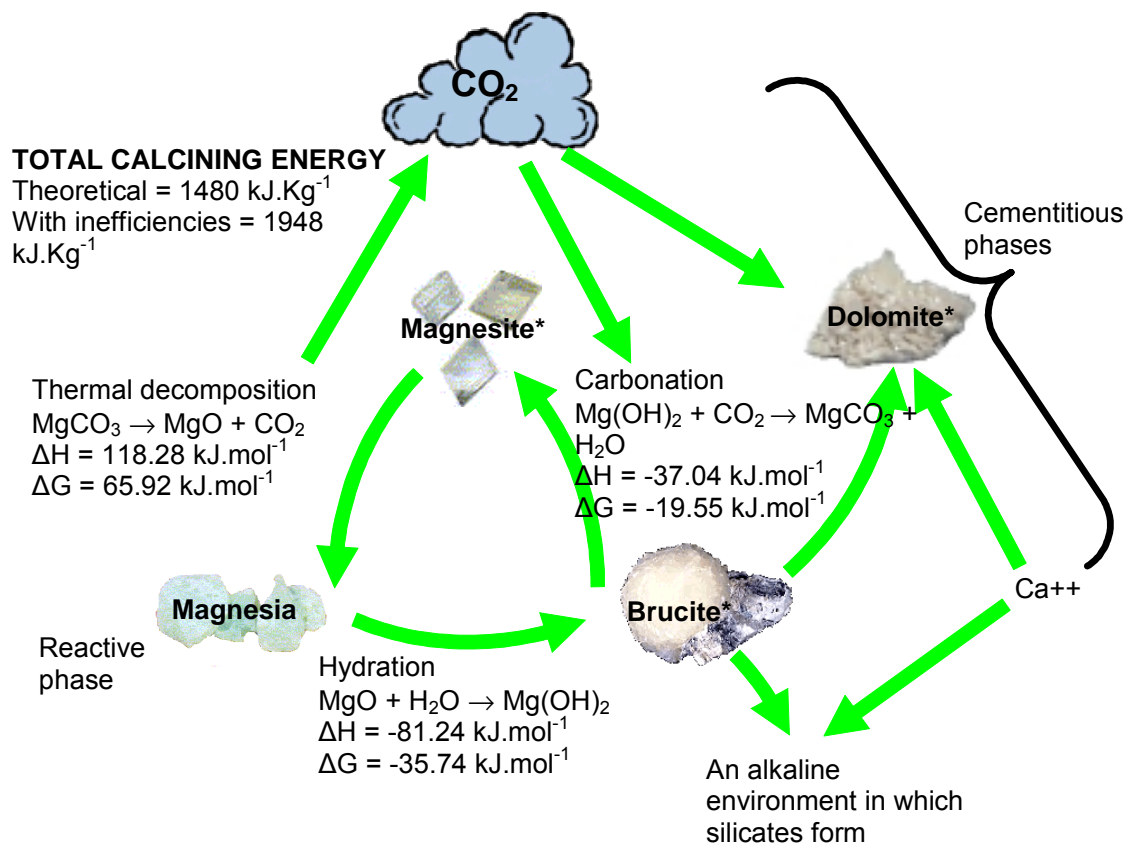 CO₂
TOTAL CALCINING ENERGY
Theoretical = 1480 kJ.Kg⁻¹
With inefficiencies = 1948
kJ.Kg⁻¹
Cementitious
phases
Magnesite*
Dolomite*
Thermal decomposition
MgCO₃ → MgO + CO₂
ΔH = 118.28 kJ.mol⁻¹
ΔG = 65.92 kJ.mol⁻¹
Carbonation
Mg(OH)₂ + CO₂ → MgCO₃ +
H₂O
ΔH = -37.04 kJ.mol⁻¹
ΔG = -19.55 kJ.mol⁻¹
Magnesia
Brucite*
Ca++
Reactive
phase
Hydration
MgO + H₂O → Mg(OH)₂
ΔH = -81.24 kJ.mol⁻¹
ΔG = -35.74 kJ.mol⁻¹
An alkaline
environment in which
silicates form